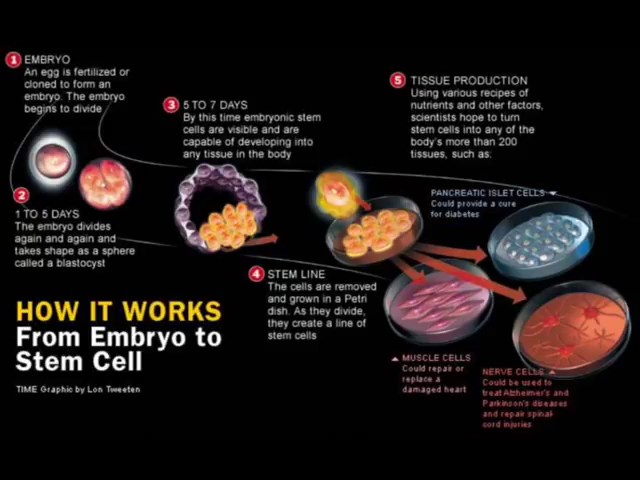 1 EMBRYO
An egg is fertilized or
cloned to form an
embryo. The embryo
begins to divide
2
1 TO 5 DAYS
The embryo divides
again and again and
takes shape as a sphere
called a blastocyst
3 5 TO 7 DAYS
By this time embryonic stem
cells are visible and are
capable of developing into
any tissue in the body
4 STEM LINE
The cells are removed
and grown in a Petri
dish. As they divide,
they create a line of
stem cells
5 TISSUE PRODUCTION
Using various recipes of
nutrients and other factors,
scientists hope to turn
stem cells into any of the
body's more than 200
tissues, such as:
PANCREATIC ISLET CELLS
Could provide a cure
for diabetes
MUSCLE CELLS
Could repair or
replace a
damaged heart
NERVE CELLS
Could be used to
treat Alzheimer's and
Parkinson's diseases
and repair spinal-
cord injuries
HOW IT WORKS
From Embryo to
Stem Cell
TIME Graphic by Lon Tweeten